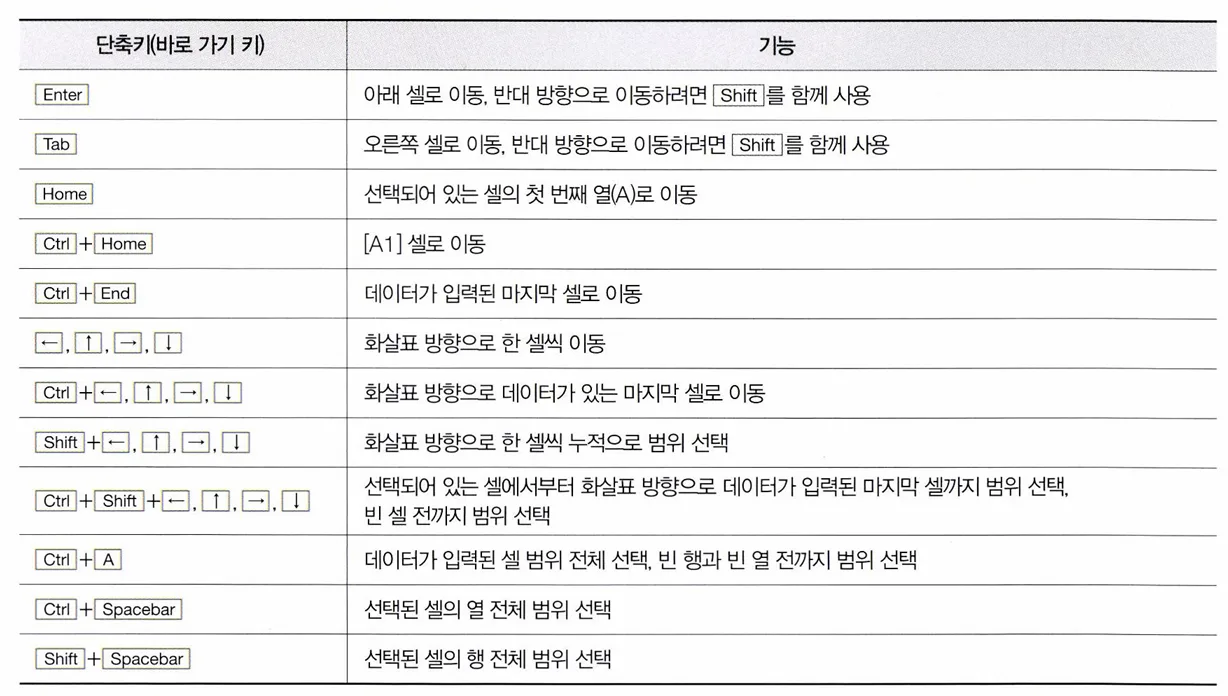 단축키(바로 가기 키) 기능
Enter 아래 셀로 이동, 반대 방향으로 이동하려면 Shift를 함께 사용
Tab 오른쪽 셀로 이동, 반대 방향으로 이동하려면 Shift를 함께 사용
Home 선택되어 있는 셀의 첫 번째 열(A)로 이동
Ctrl+Home [A1] 셀로 이동
Ctrl+End 데이터가 입력된 마지막 셀로 이동
←, ↑, →, ↓ 화살표 방향으로 한 셀씩 이동
Ctrl+←, ↑, →, ↓ 화살표 방향으로 데이터가 있는 마지막 셀로 이동
Shift+←, ↑, →, ↓ 화살표 방향으로 한 셀씩 누적으로 범위 선택
Ctrl+Shift+←, ↑, →, ↓ 선택되어 있는 셀에서부터 화살표 방향으로 데이터가 입력된 마지막 셀까지 범위 선택,
빈 셀 전까지 범위 선택
Ctrl+A 데이터가 입력된 셀 범위 전체 선택, 빈 행과 빈 열 전까지 범위 선택
Ctrl+Spacebar 선택된 셀의 열 전체 범위 선택
Shift+Spacebar 선택된 셀의 행 전체 범위 선택